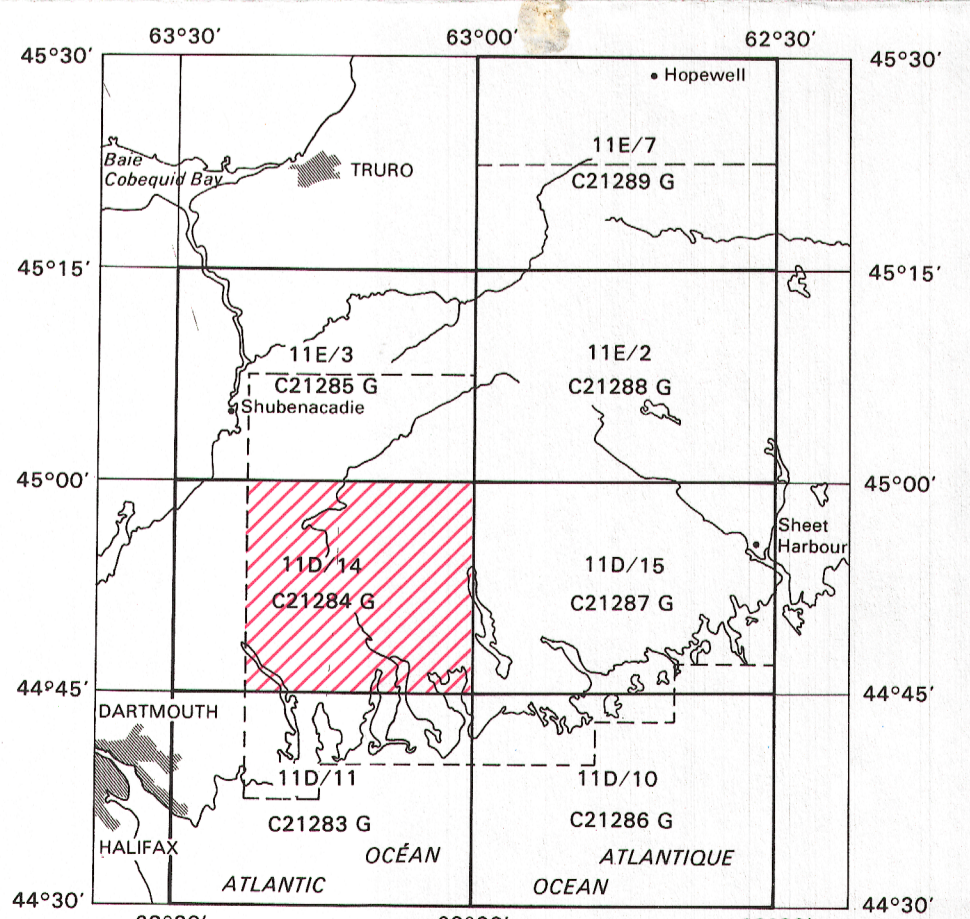 63°30′ 63°00′ 62°30′
45°30′ 45°30′
Hopewell
11E/7
Baie
Cobequid Bay
TRURO
C21289 G
45°15′ 45°15′
11E/3 11E/2
C21285 G C21288 G
Shubenacadie
45°00′ 45°00′
Sheet
Harbour
11D/14 11D/15
C21284 G C21287 G
44°45′ 44°45′
DARTMOUTH
11D/11 11D/10
C21283 G C21286 G
HALIFAX
OCÉAN ATLANTIQUE
ATLANTIC OCEAN
44°30′ 44°30′